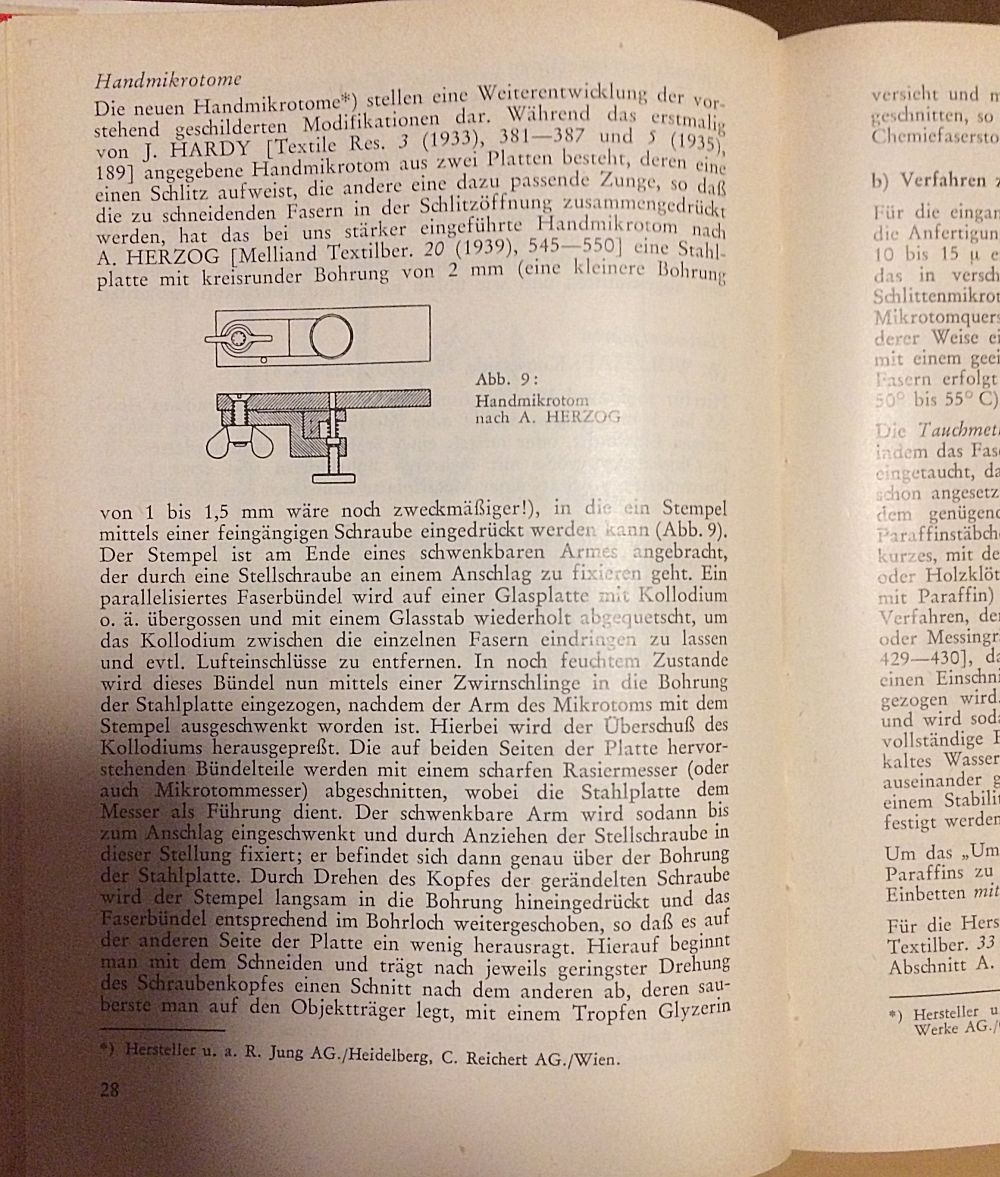 Handmikrotome
Die neuen Handmikrotome*) stellen eine Weiterentwicklung der vor-
stehend geschilderten Modifikationen dar. Während das erstmalig
von J. HARDY [Textile Res. 3 (1933), 381—387 und 5 (1935),
189] angegebene Handmikrotom aus zwei Platten besteht, deren eine
einen Schlitz aufweist, die andere eine dazu passende Zunge, so daß
die zu schneidenden Fasern in der Schlitzöffnung zusammengedrückt
werden, hat das bei uns stärker eingeführte Handmikrotom nach
A. HERZOG [Melliand Textilber. 20 (1939), 545—550] eine Stahl-
platte mit kreisrunder Bohrung von 2 mm (eine kleinere Bohrung
Abb. 9:
Handmikrotom
nach A. HERZOG
von 1 bis 1,5 mm wäre noch zweckmäßiger!), in die ein Stempel
mittels einer feingängigen Schraube eingedrückt werden kann (Abb. 9).
Der Stempel ist am Ende eines schwenkbaren Armes angebracht,
der durch eine Stellschraube an einem Anschlag zu fixieren geht. Ein
parallelisiertes Faserbündel wird auf einer Glasplatte mit Kollodium
o. ä. übergossen und mit einem Glasstab wiederholt abgequetscht, um
das Kollodium zwischen die einzelnen Fasern eindringen zu lassen
und evtl. Lufteinschlüsse zu entfernen. In noch feuchtem Zustande
wird dieses Bündel nun mittels einer Zwirnschlinge in die Bohrung
der Stahlplatte eingezogen, nachdem der Arm des Mikrotoms mit dem
Stempel ausgeschwenkt worden ist. Hierbei wird der Überschuß des
Kollodiums herausgepreßt. Die auf beiden Seiten der Platte hervor-
stehenden Bündelteile werden mit einem scharfen Rasiermesser (oder
auch Mikrotommesser) abgeschnitten, wobei die Stahlplatte dem
Messer als Führung dient. Der schwenkbare Arm wird sodann bis
zum Anschlag eingeschwenkt und durch Anziehen der Stellschraube in
dieser Stellung fixiert; er befindet sich dann genau über der Bohrung
der Stahlplatte. Durch Drehen des Kopfes der gerändelten Schraube
wird der Stempel langsam in die Bohrung hineingedrückt und das
Faserbündel entsprechend im Bohrloch weitergeschoben, so daß es auf
der anderen Seite der Platte ein wenig herausragt. Hierauf beginnt
man mit dem Schneiden und trägt nach jeweils geringster Drehung
des Schraubenkopfes einen Schnitt nach dem anderen ab, deren sau-
berste man auf den Objektträger legt, mit einem Tropfen Glyzerin
*) Hersteller u. a. R. Jung AG./Heidelberg, C. Reichert AG./Wien.
28
versieht und
geschnitten, so
Chemiefasersto
b) Verfahren
Für die eingan
die Anfertigun
10 bis 15 µ
das in versch
Schlittenmikrot
Mikrotomquers
derer Weise
mit einem geei
Fasern erfolgt
50° bis 55° C)
Die Tauchmet
indem das Fas
eingetaucht, da
schon angesetz
dem genügend
Paraffinstäbch
kurzes, mit de
oder Holzklöt
mit Paraffin)
Verfahren, de
oder Messingr
429—430], da
einen Einschni
gezogen wird.
und wird soda
vollständige
kaltes Wasser
auseinander g
einem Stabilit
festigt werden
Um das „Um
Paraffins zu
Einbetten mit
Für die Hers
Textilber. 33
Abschnitt A.
*) Hersteller u
Werke AG./